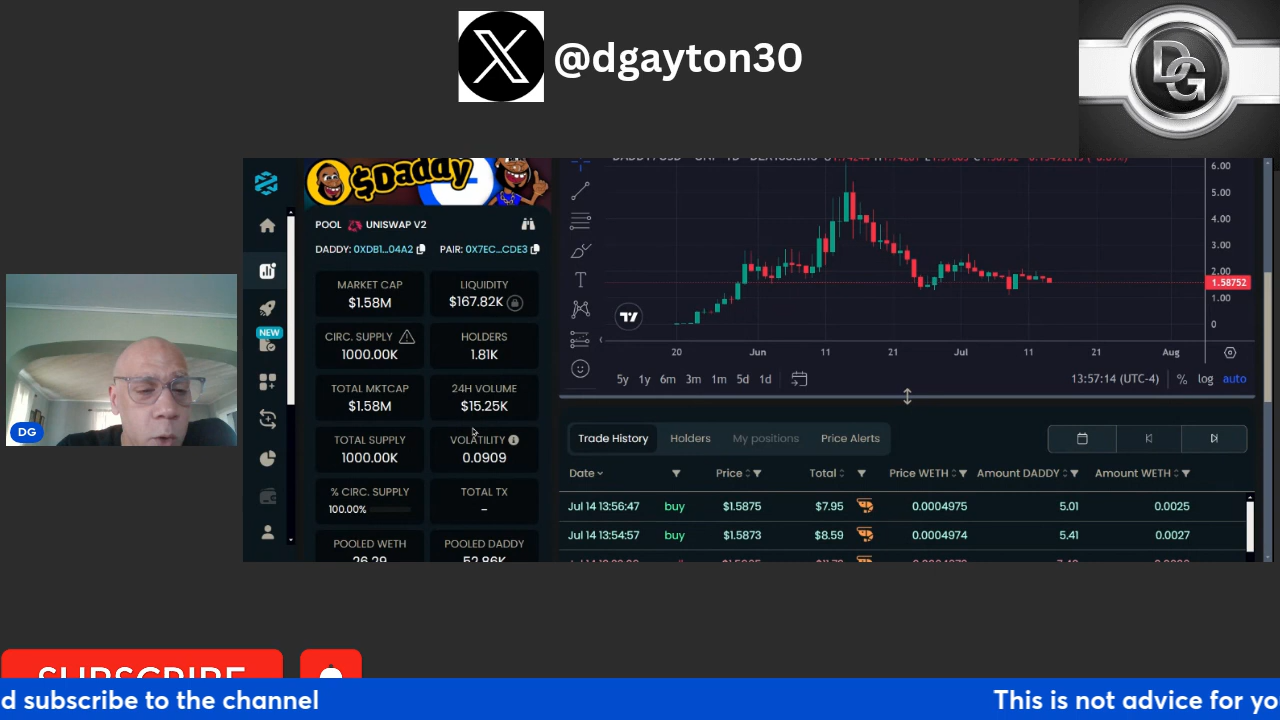 @dgayton30
DG
$Daddy
POOL UNISWAP V2
DADDY: 0XDB1...04A2 PAIR: 0X7EC...CDE3
MARKET CAP
$1.58M
LIQUIDITY
$167.82K
CIRC. SUPPLY
1000.00K
HOLDERS
1.81K
TOTAL MKTCAP
$1.58M
24H VOLUME
$15.25K
TOTAL SUPPLY
1000.00K
VOLATILITY
0.0909
% CIRC. SUPPLY
100.00%
TOTAL TX
-
POOLED WETH
26.29
POOLED DADDY
52.86K
NEW
DG
6.00
5.00
4.00
3.00
2.00
1.58752
1.00
0
20 Jun 11 21 Jul 11 21 Aug
5y 1y 6m 3m 1m 5d 1d
13:57:14 (UTC-4) % log auto
Trade History Holders My positions Price Alerts
Date Price Total Price WETH Amount DADDY Amount WETH
Jul 14 13:56:47 buy $1.5875 $7.95 0.0004975 5.01 0.0025
Jul 14 13:54:57 buy $1.5873 $8.59 0.0004974 5.41 0.0027
SUBSCRIBE
d subscribe to the channel
This is not advice for yo